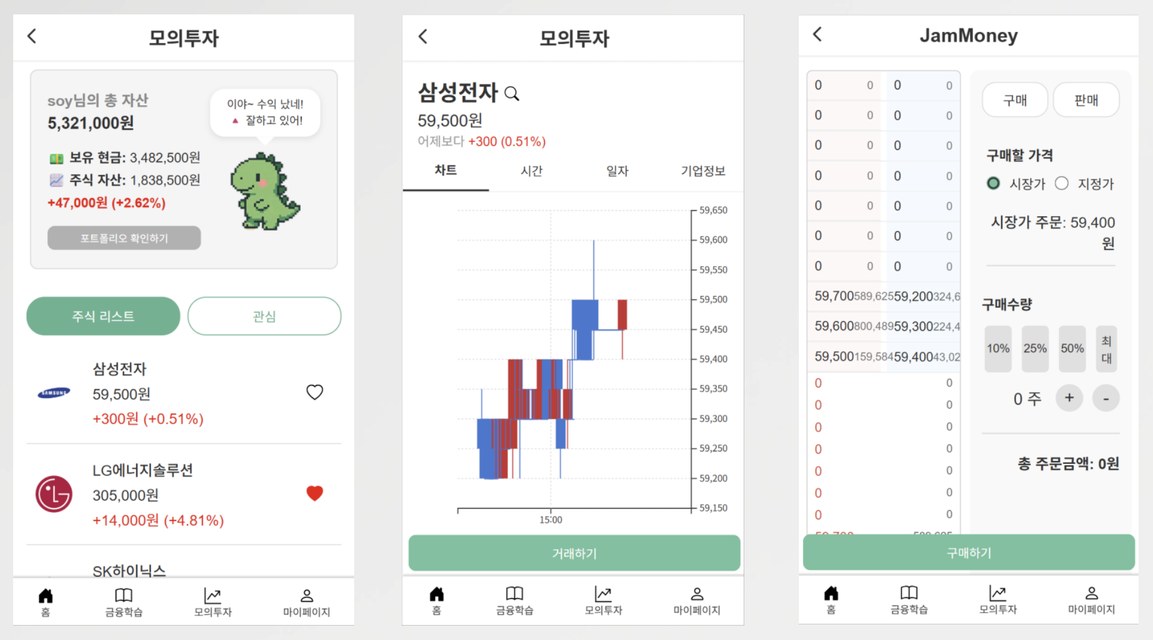 모의투자
soy님의 총 자산
5,321,000원
이야~ 수익 났네!
▲ 잘하고 있어!
보유 현금: 3,482,500원
주식 자산: 1,838,500원
+47,000원 (+2.62%)
포트폴리오 확인하기
주식 리스트
관심
SAMSUNG
삼성전자
59,500원
+300원 (+0.51%)
LG에너지솔루션
305,000원
+14,000원 (+4.81%)
SK하이닉스
홈
금융학습
모의투자
마이페이지
모의투자
삼성전자
59,500원
어제보다 +300 (0.51%)
차트
시간
일자
기업정보
59,650
59,600
59,550
59,500
59,450
59,400
59,350
59,300
59,250
59,200
59,150
15:00
거래하기
홈
금융학습
모의투자
마이페이지
JamMoney
0 0 0 0
0 0 0 0
0 0 0 0
0 0 0 0
0 0 0 0
0 0 0 0
0 0 0 0
59,700 589,625 59,200 324,6
59,600 800,489 59,300 224,4
59,500 159,584 59,400 43,02
0 0
0 0
0 0
0 0
0 0
0 0
0 0
구매
판매
구매할 가격
시장가
지정가
시장가 주문: 59,400
원
구매수량
10%
25%
50%
최
대
0 주
+
-
총 주문금액: 0원
구매하기
홈
금융학습
모의투자
마이페이지